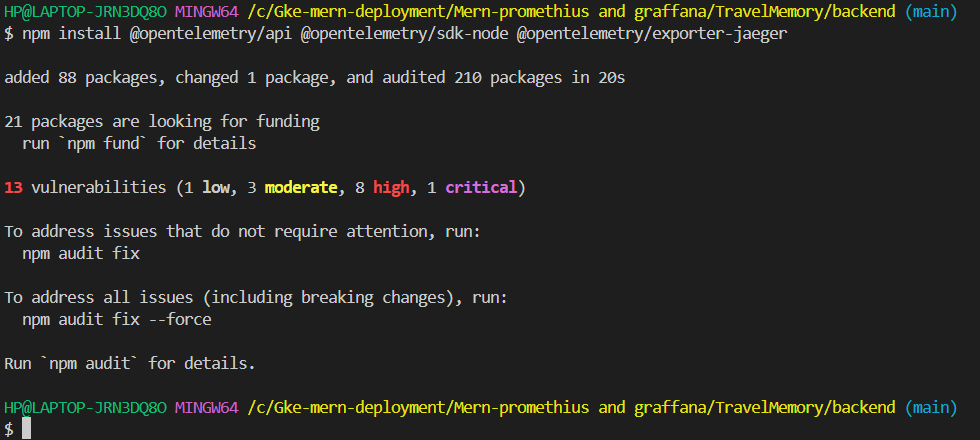 HP@LAPTOP-JRN3DQ8O MINGW64 /c/Gke-mern-deployment/Mern-promethius and graffana/TravelMemory/backend (main)
$ npm install @opentelemetry/api @opentelemetry/sdk-node @opentelemetry/exporter-jaeger
added 88 packages, changed 1 package, and audited 210 packages in 20s
21 packages are looking for funding
run `npm fund` for details
13 vulnerabilities (1 low, 3 moderate, 8 high, 1 critical)
To address issues that do not require attention, run:
npm audit fix
To address all issues (including breaking changes), run:
npm audit fix --force
Run `npm audit` for details.
HP@LAPTOP-JRN3DQ8O MINGW64 /c/Gke-mern-deployment/Mern-promethius and graffana/TravelMemory/backend (main)
$